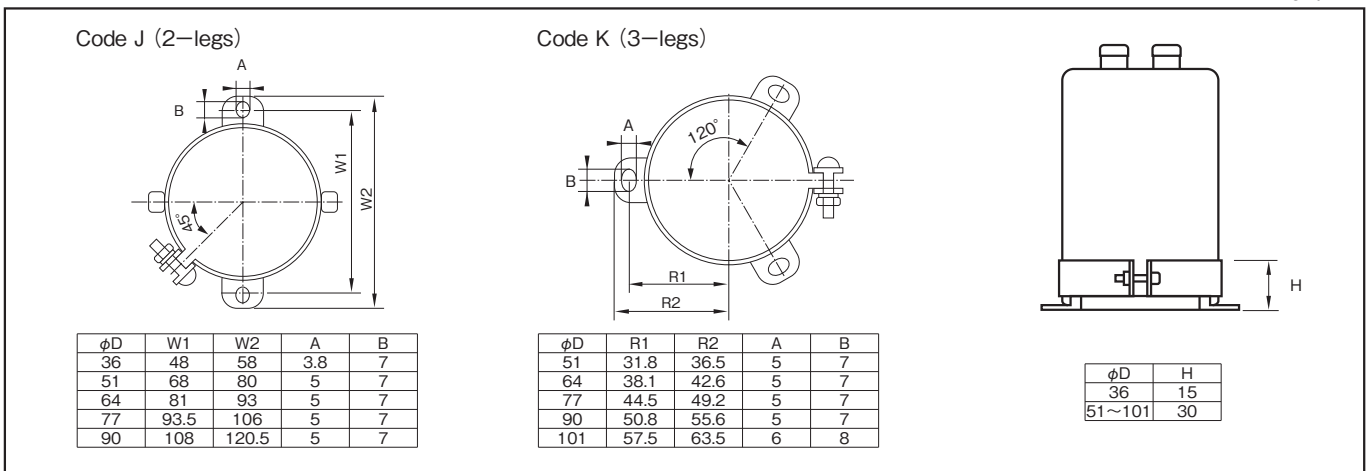 Code J (2−legs)
A
B
W1
W2
45°
φD W1 W2 A B
36 48 58 3.8 7
51 68 80 5 7
64 81 93 5 7
77 93.5 106 5 7
90 108 120.5 5 7
Code K (3−legs)
A
B
120°
R1
R2
φD R1 R2 A B
51 31.8 36.5 5 7
64 38.1 42.6 5 7
77 44.5 49.2 5 7
90 50.8 55.6 5 7
101 57.5 63.5 6 8
H
φD H
36 15
51～101 30